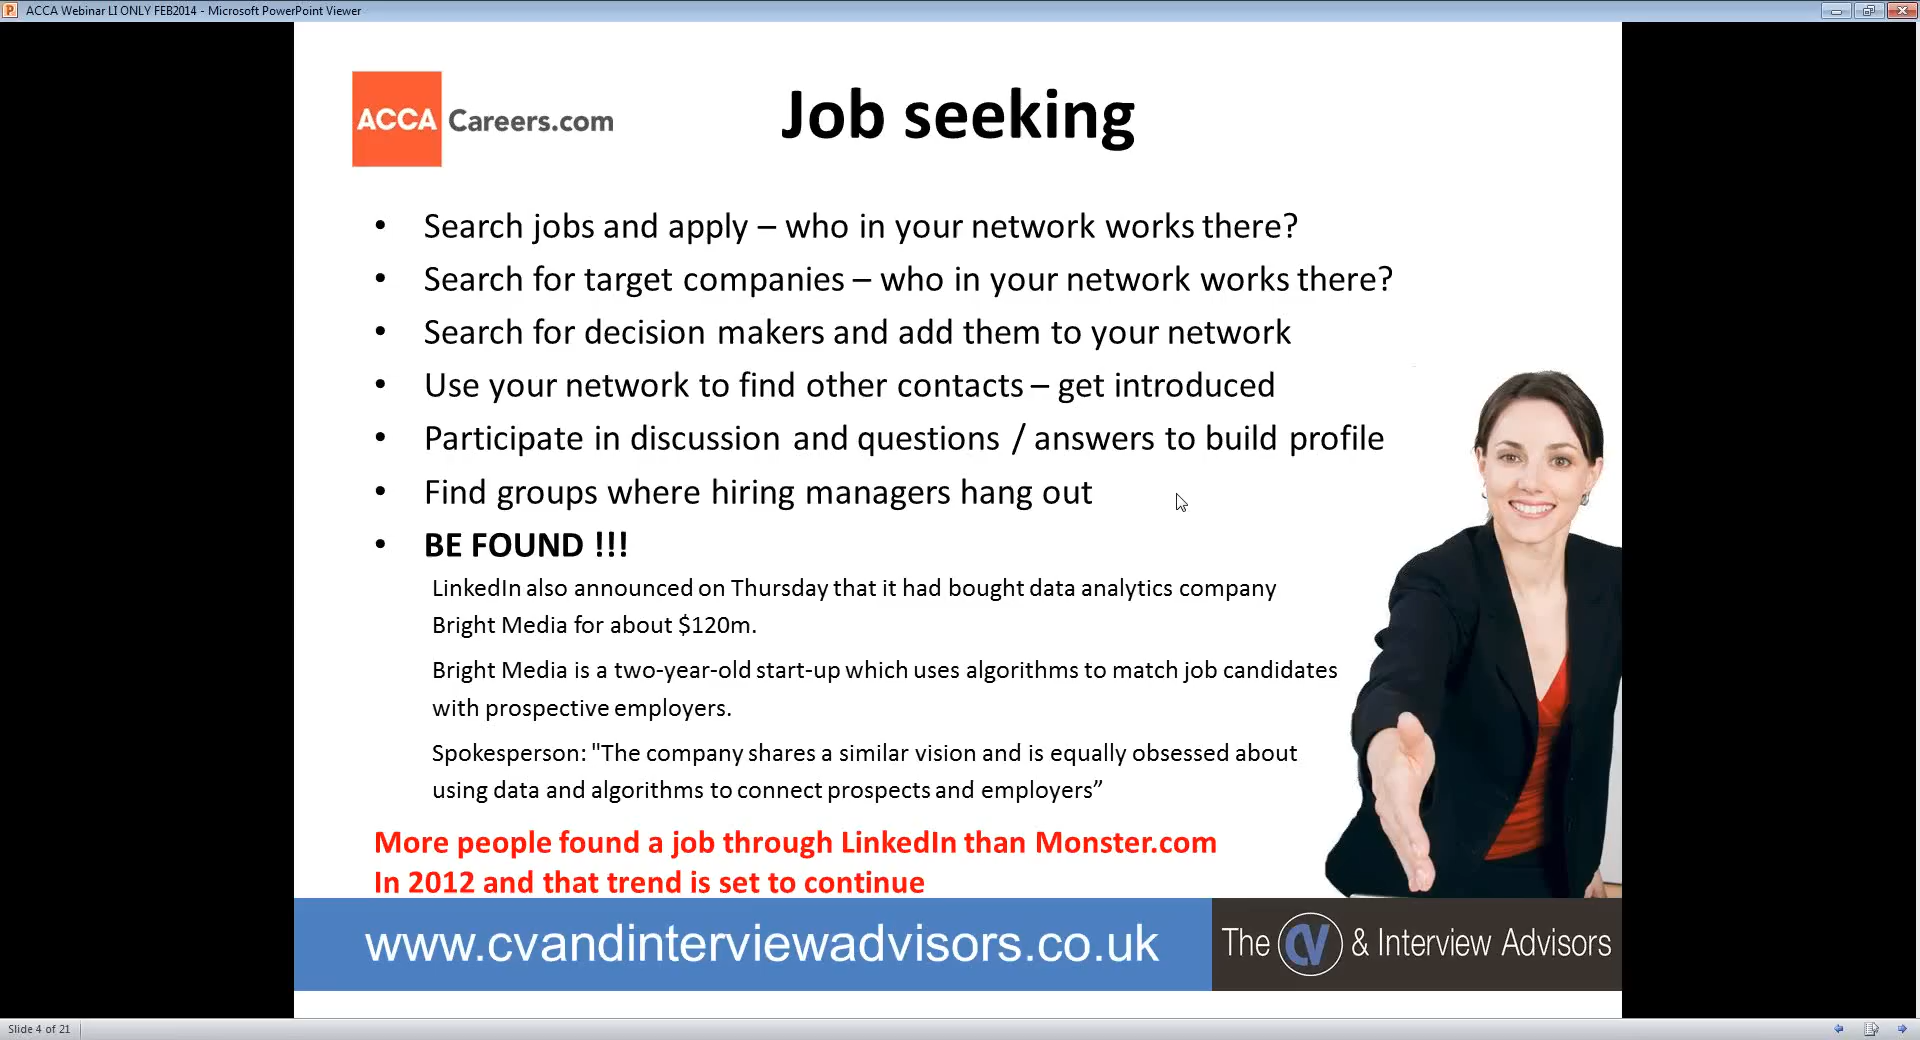 ACCA Webinar LI ONLY FEB2014 - Microsoft PowerPoint Viewer
ACCA Careers.com
Job seeking
• Search jobs and apply – who in your network works there?
• Search for target companies – who in your network works there?
• Search for decision makers and add them to your network
• Use your network to find other contacts – get introduced
• Participate in discussion and questions / answers to build profile
• Find groups where hiring managers hang out
• BE FOUND !!!
LinkedIn also announced on Thursday that it had bought data analytics company
Bright Media for about $120m.
Bright Media is a two-year-old start-up which uses algorithms to match job candidates
with prospective employers.
Spokesperson: "The company shares a similar vision and is equally obsessed about
using data and algorithms to connect prospects and employers”
More people found a job through LinkedIn than Monster.com
In 2012 and that trend is set to continue
www.cvandinterviewadvisors.co.uk
The CV & Interview Advisors
Slide 4 of 21